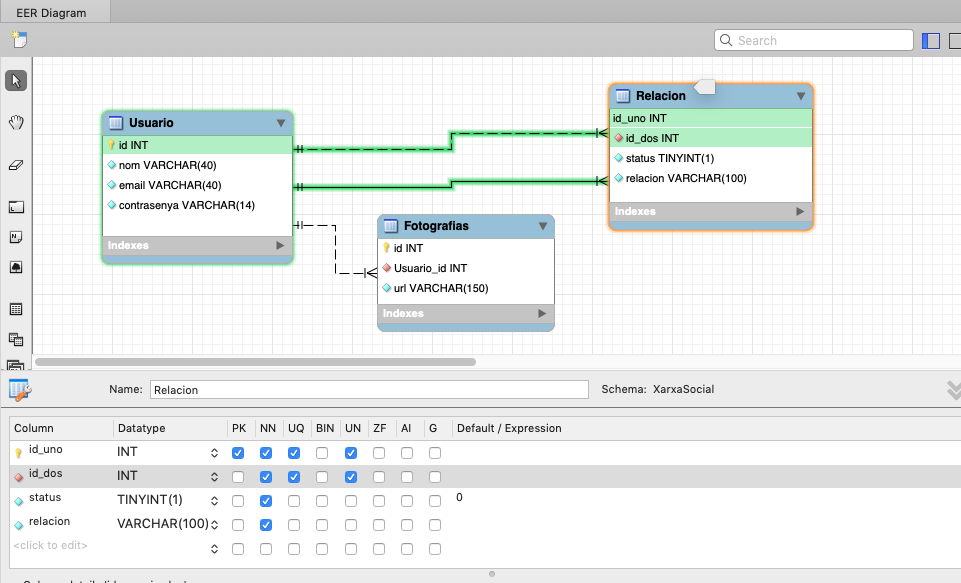 EER Diagram
Search
Usuario
id INT
nom VARCHAR(40)
email VARCHAR(40)
contrasenya VARCHAR(14)
Indexes
Relacion
id_uno INT
id_dos INT
status TINYINT(1)
relacion VARCHAR(100)
Indexes
Fotografias
id INT
Usuario_id INT
url VARCHAR(150)
Indexes
Name: Relacion Schema: XarxaSocial
Column Datatype PK NN UQ BIN UN ZF AI G Default / Expression
id_uno INT
id_dos INT
status TINYINT(1) 0
relacion VARCHAR(100)
<click to edit>